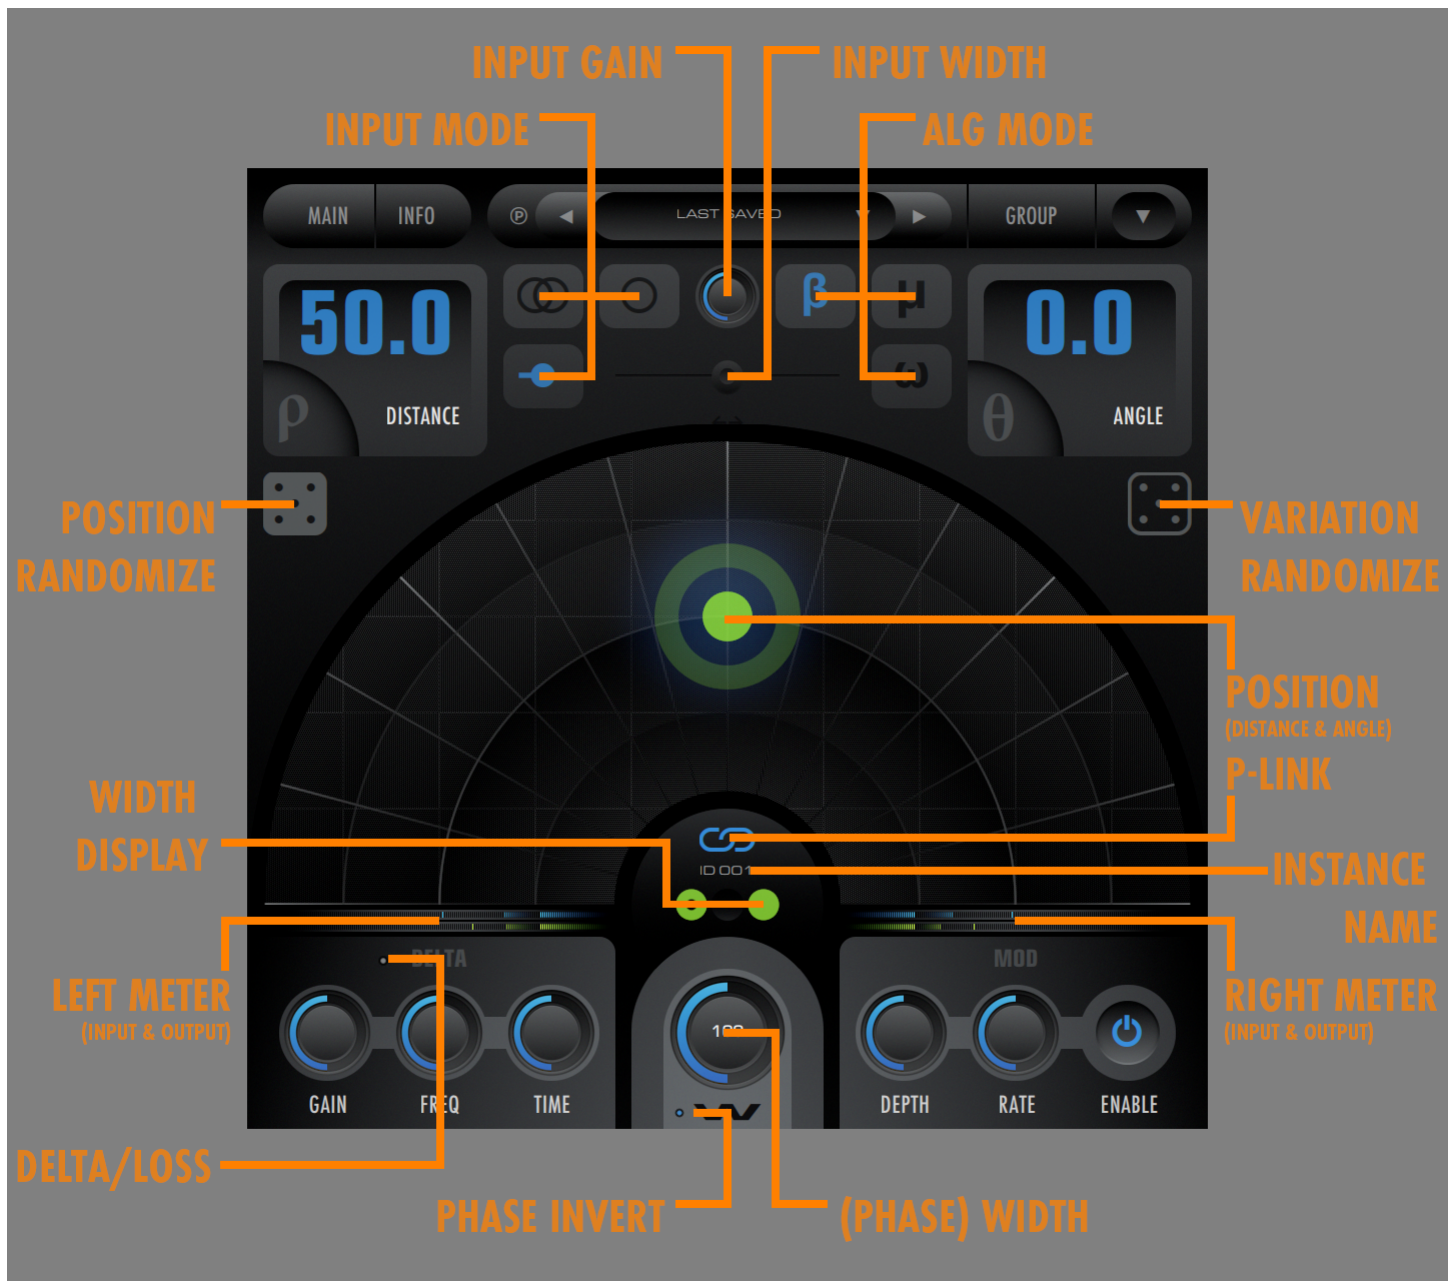 INPUT GAIN
INPUT WIDTH
INPUT MODE
ALG MODE
MAIN
INFO
Ⓟ
LAST SAVED
GROUP
50.0
β
μ
0.0
ω
ρ
DISTANCE
θ
ANGLE
POSITION
RANDOMIZE
VARIATION
RANDOMIZE
POSITION
(DISTANCE & ANGLE)
P-LINK
WIDTH
DISPLAY
ID 001
INSTANCE
NAME
LEFT METER
(INPUT & OUTPUT)
RIGHT METER
(INPUT & OUTPUT)
DELTA
MOD
GAIN
FREQ
TIME
DEPTH
RATE
ENABLE
DELTA/LOSS
PHASE INVERT
(PHASE) WIDTH